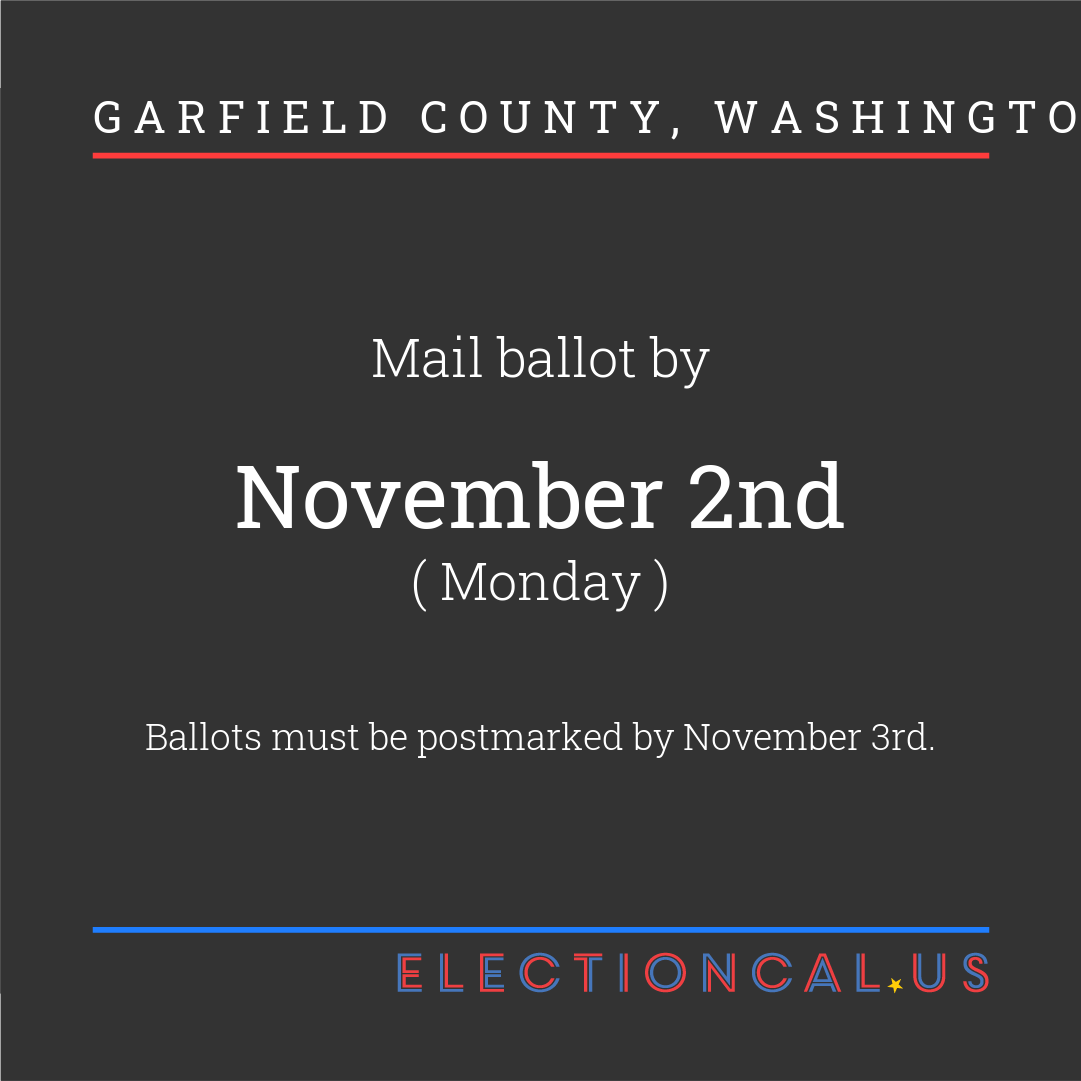 GARFIELD COUNTY, WASHINGTO
Mail ballot by
November 2nd
( Monday )
Ballots must be postmarked by November 3rd.
ELECTIONCAL.US